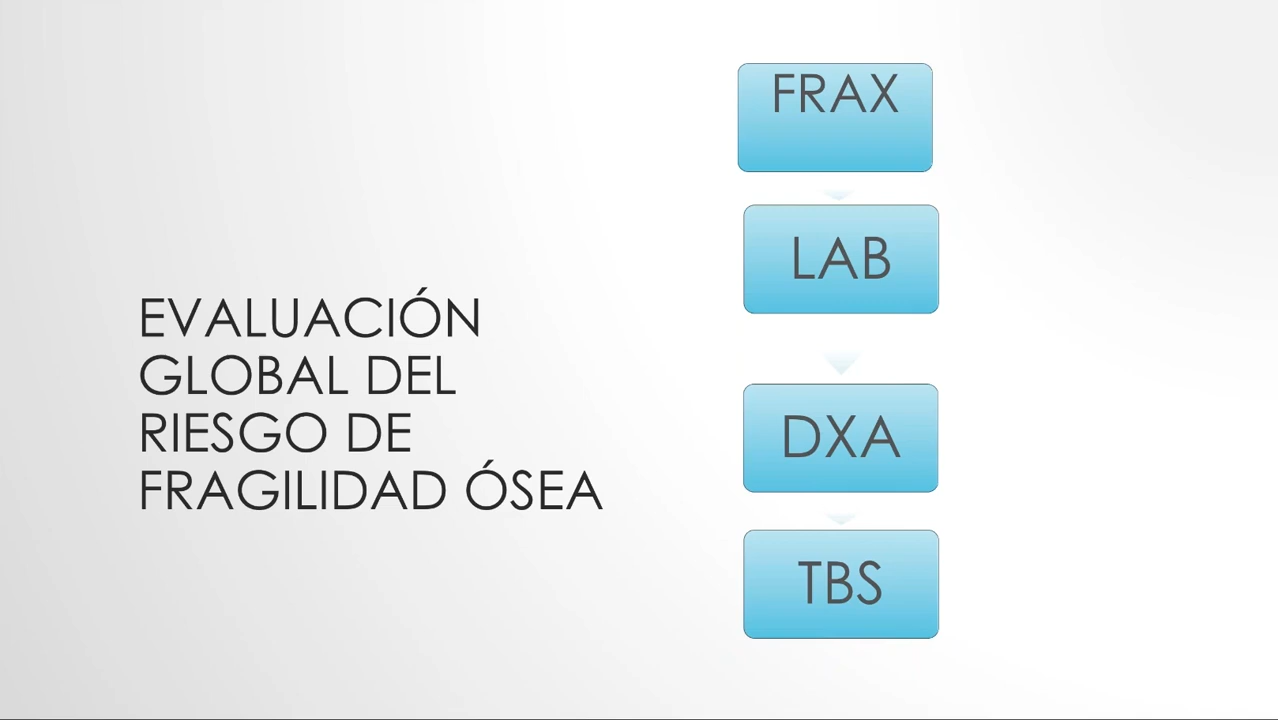 EVALUACIÓN
GLOBAL DEL
RIESGO DE
FRAGILIDAD ÓSEA
FRAX
LAB
DXA
TBS